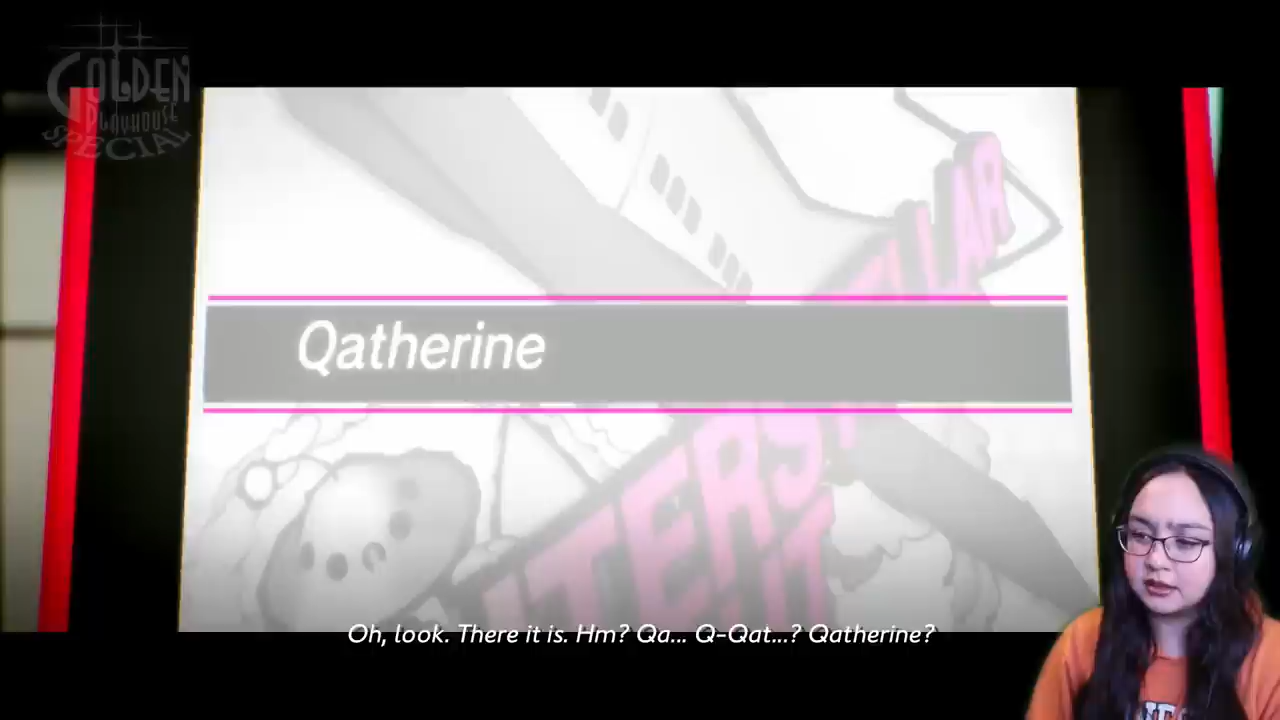 GOLDEN
PLAYHOUSE
SPECIAL
Qatherine
Oh, look. There it is. Hm? Qa... Q-Qat...? Qatherine?